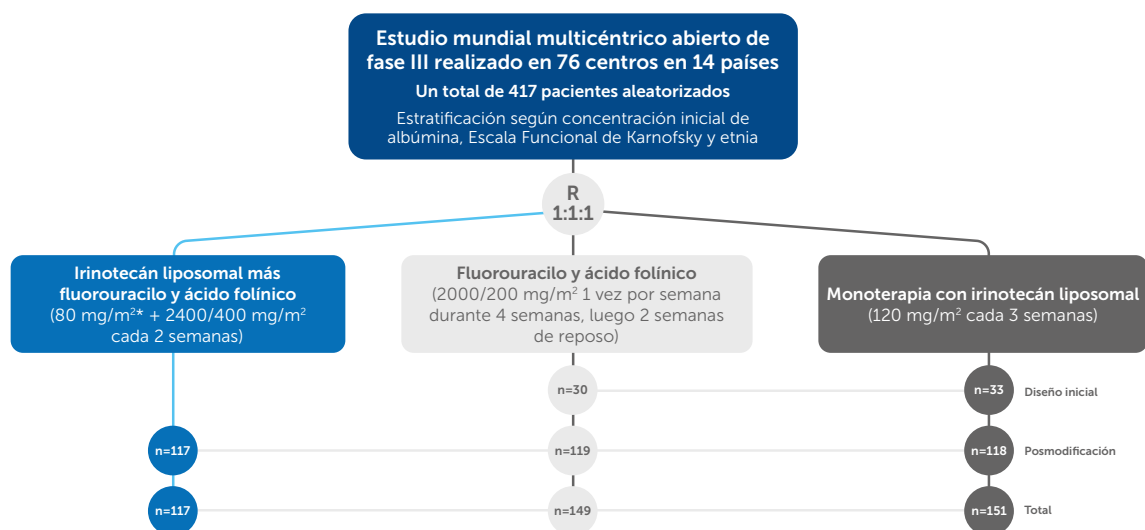 Estudio mundial multicéntrico abierto de
fase III realizado en 76 centros en 14 países
Un total de 417 pacientes aleatorizados
Estratificación según concentración inicial de
albúmina, Escala Funcional de Karnofsky y etnia
R
1:1:1
Irinotecán liposomal más
fluorouracilo y ácido folínico
(80 mg/m²* + 2400/400 mg/m²
cada 2 semanas)
Fluorouracilo y ácido folínico
(2000/200 mg/m² 1 vez por semana
durante 4 semanas, luego 2 semanas
de reposo)
Monoterapia con irinotecán liposomal
(120 mg/m² cada 3 semanas)
n=30
n=33
Diseño inicial
n=117
n=119
n=118
Posmodificación
n=117
n=149
n=151
Total